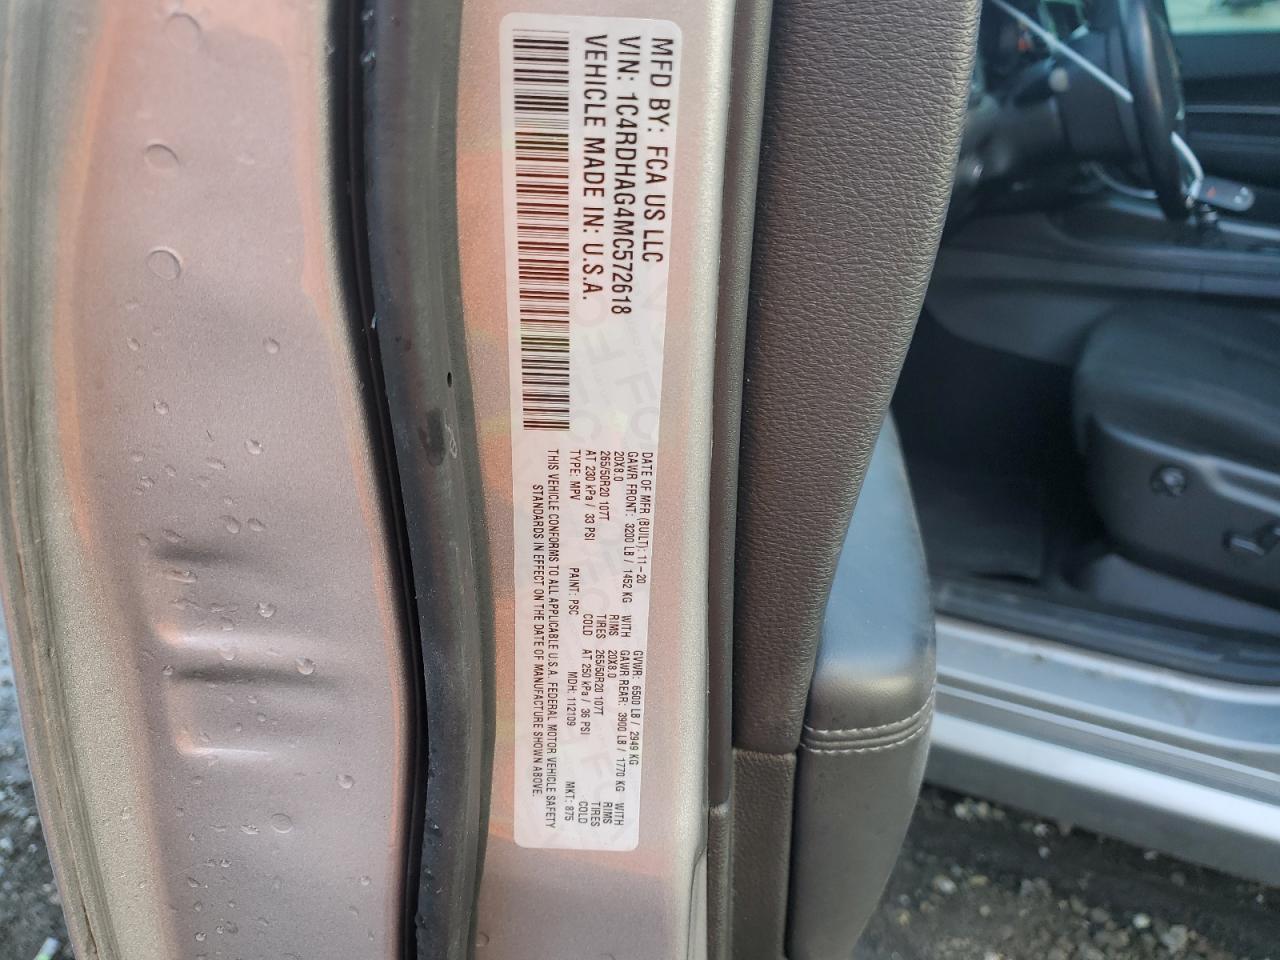 MFD BY: FCA US LLC
VIN: 1C4RDHAG4MC572618
VEHICLE MADE IN: U.S.A.
DATE OF MFR (BUILT): 11-20 GVWR: 6500 LB / 2949 KG
GAWR FRONT: 3200 LB / 1452 KG WITH GAWR REAR: 3900 LB / 1770 KG WITH
20X8.0 RIMS 20X8.0 RIMS
265/50R20 107T TIRES 265/50R20 107T TIRES
AT 230 kPa / 33 PSI COLD AT 250 kPa / 36 PSI COLD
TYPE: MPV PAINT: PSC MDH: 112109 MKT: 875
THIS VEHICLE CONFORMS TO ALL APPLICABLE U.S.A. FEDERAL MOTOR VEHICLE SAFETY
STANDARDS IN EFFECT ON THE DATE OF MANUFACTURE SHOWN ABOVE.